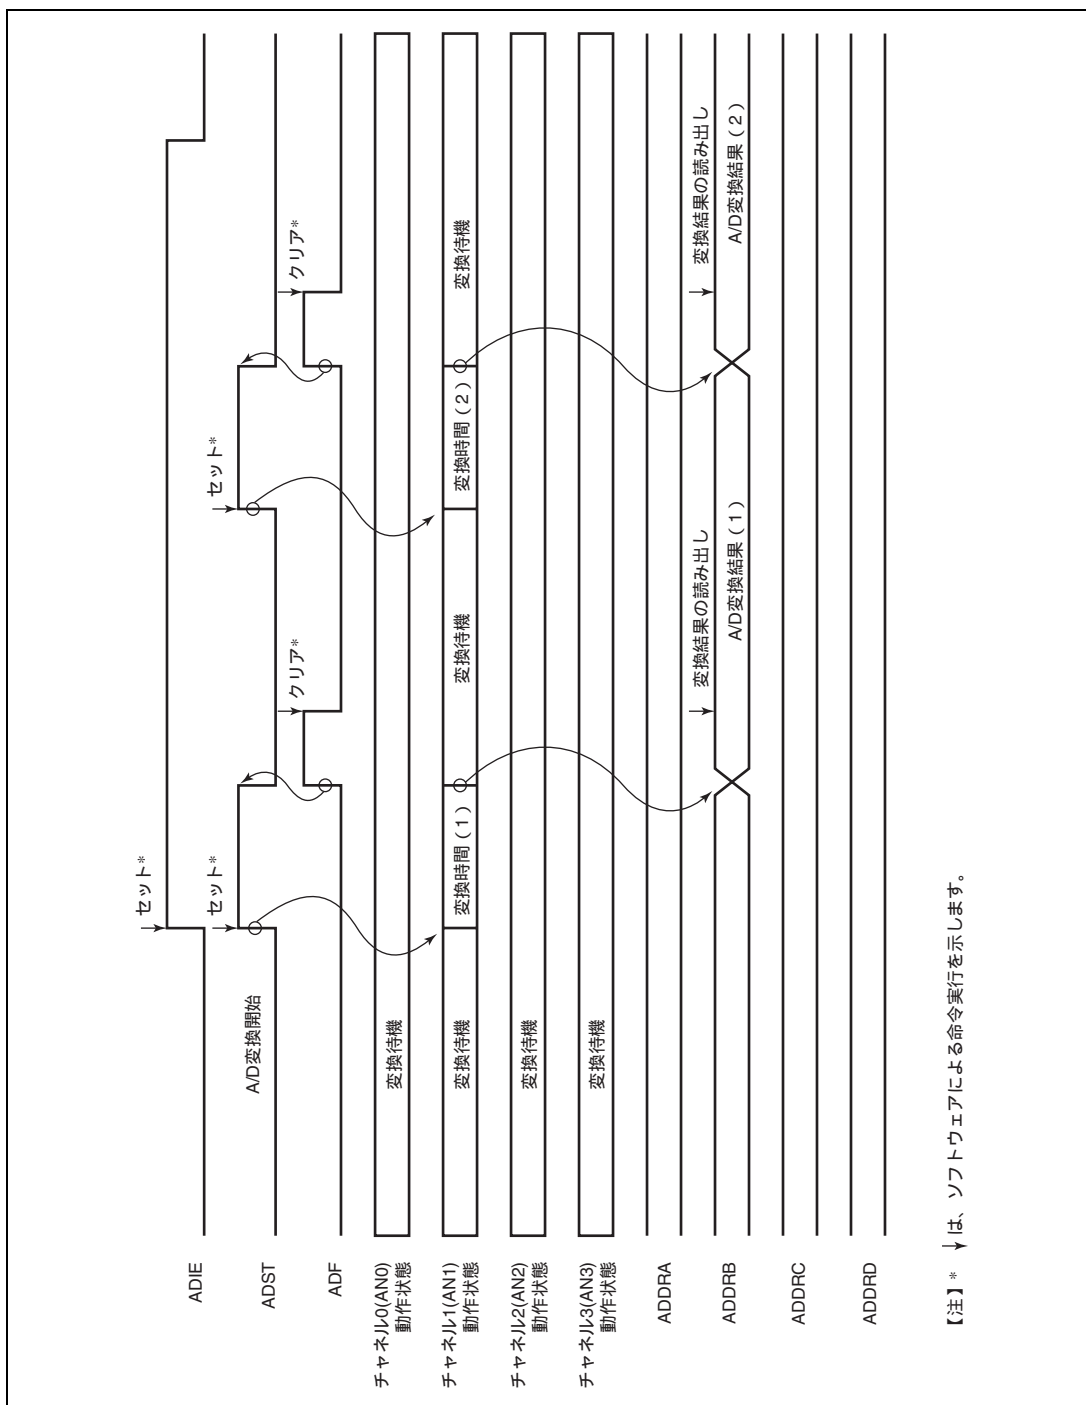 ADIE
セット*
ADST
A/D変換開始
セット*
セット*
ADF
クリア*
クリア*
チャネル0(AN0)
動作状態
変換待機
チャネル1(AN1)
動作状態
変換待機
変換時間(1)
変換待機
変換時間(2)
変換待機
チャネル2(AN2)
動作状態
変換待機
チャネル3(AN3)
動作状態
変換待機
ADDRA
変換結果の読み出し
変換結果の読み出し
ADDRB
A/D変換結果(1)
A/D変換結果(2)
ADDRC
ADDRD
【注】* ↓は、ソフトウェアによる命令実行を示します。